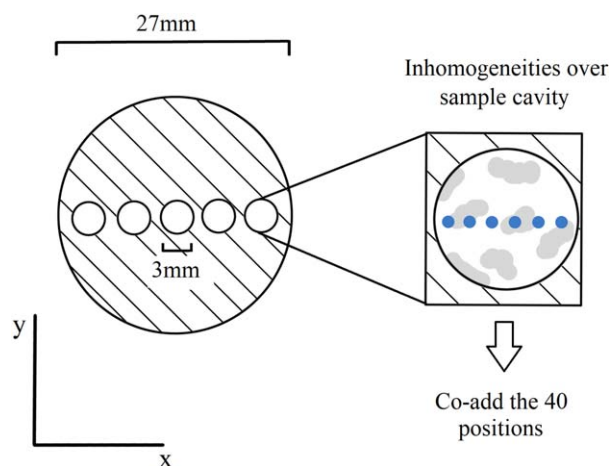 27mm
Inhomogeneities over
sample cavity
3mm
y
x
Co-add the 40
positions